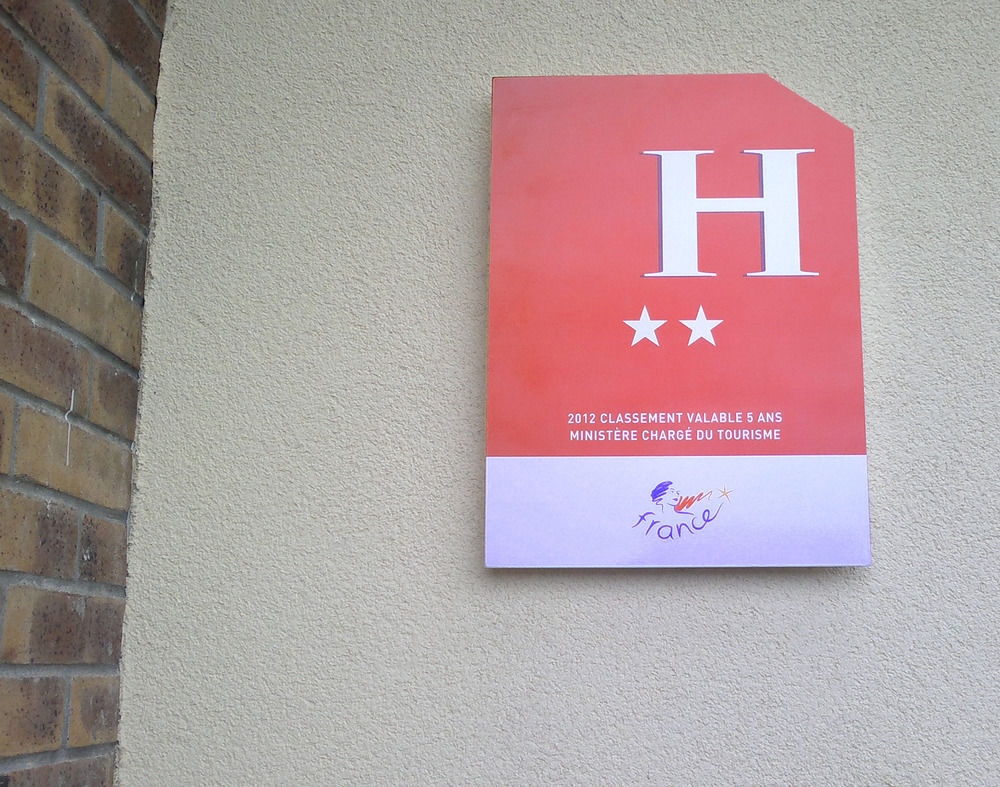 H
2012 CLASSEMENT VALABLE 5 ANS
MINISTÈRE CHARGÉ DU TOURISME
france